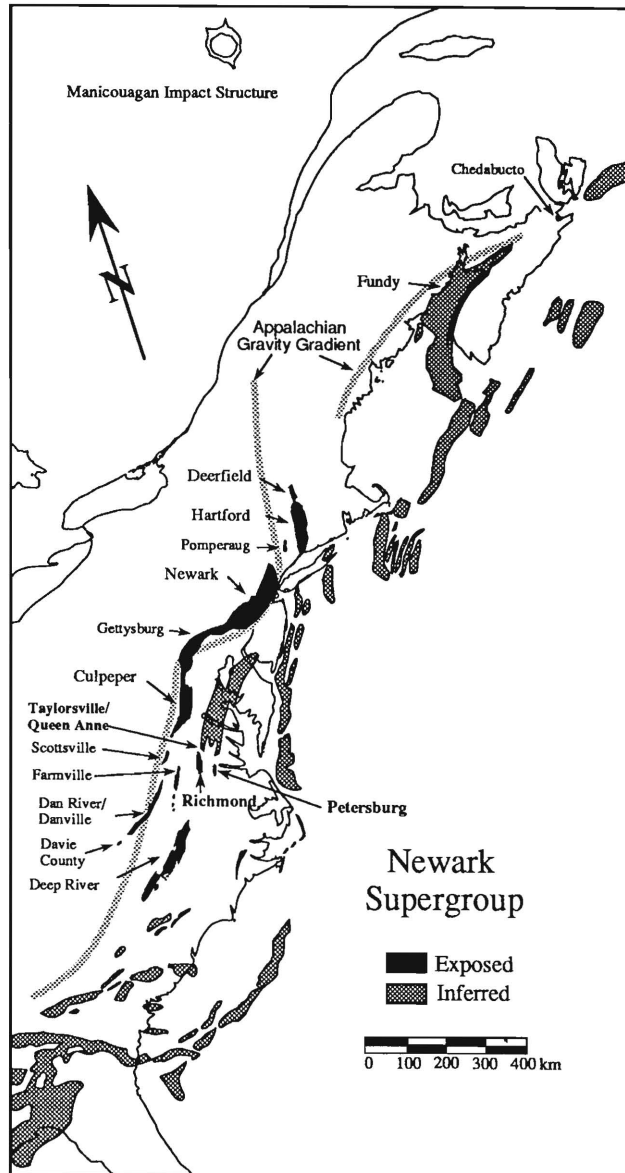 Manicouagan Impact Structure
Chedabucto
N
Fundy
Appalachian
Gravity Gradient
Deerfield
Hartford
Pomperaug
Newark
Gettysburg
Culpeper
Taylorsville/
Queen Anne
Scottsville
Farmville
Richmond
Petersburg
Dan River/
Danville
Davie
County
Deep River
Newark
Supergroup
Exposed
Inferred
0 100 200 300 400 km